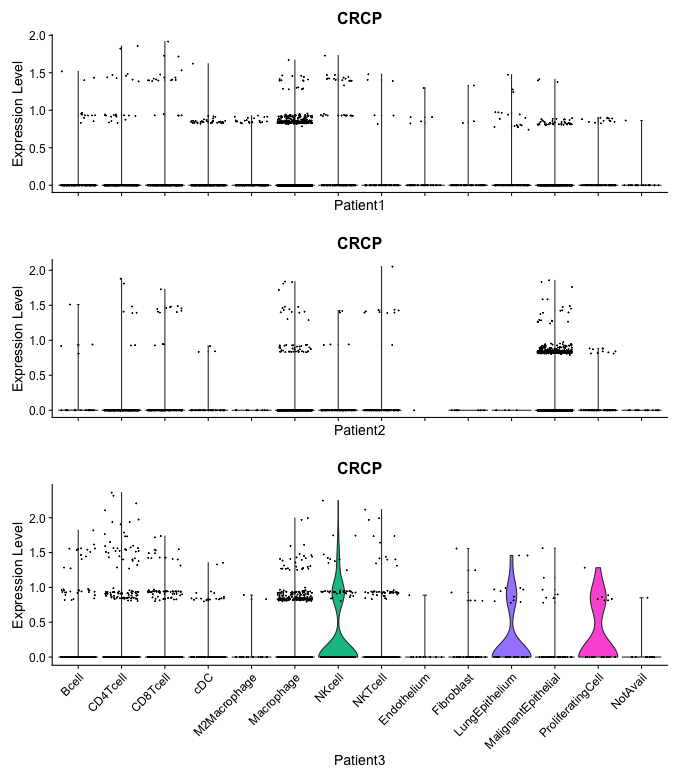 CRCP
Expression Level
2.0
1.5
1.0
0.5
0.0
Patient1
CRCP
Expression Level
2.0
1.5
1.0
0.5
0.0
Patient2
CRCP
Expression Level
2.0
1.5
1.0
0.5
0.0
Bcell
CD4Tcell
CD8Tcell
cDC
M2Macrophage
Macrophage
NKcell
NKTcell
Endothelium
Fibroblast
LungEpithelium
MalignantEpithelial
ProliferatingCell
NotAvail
Patient3